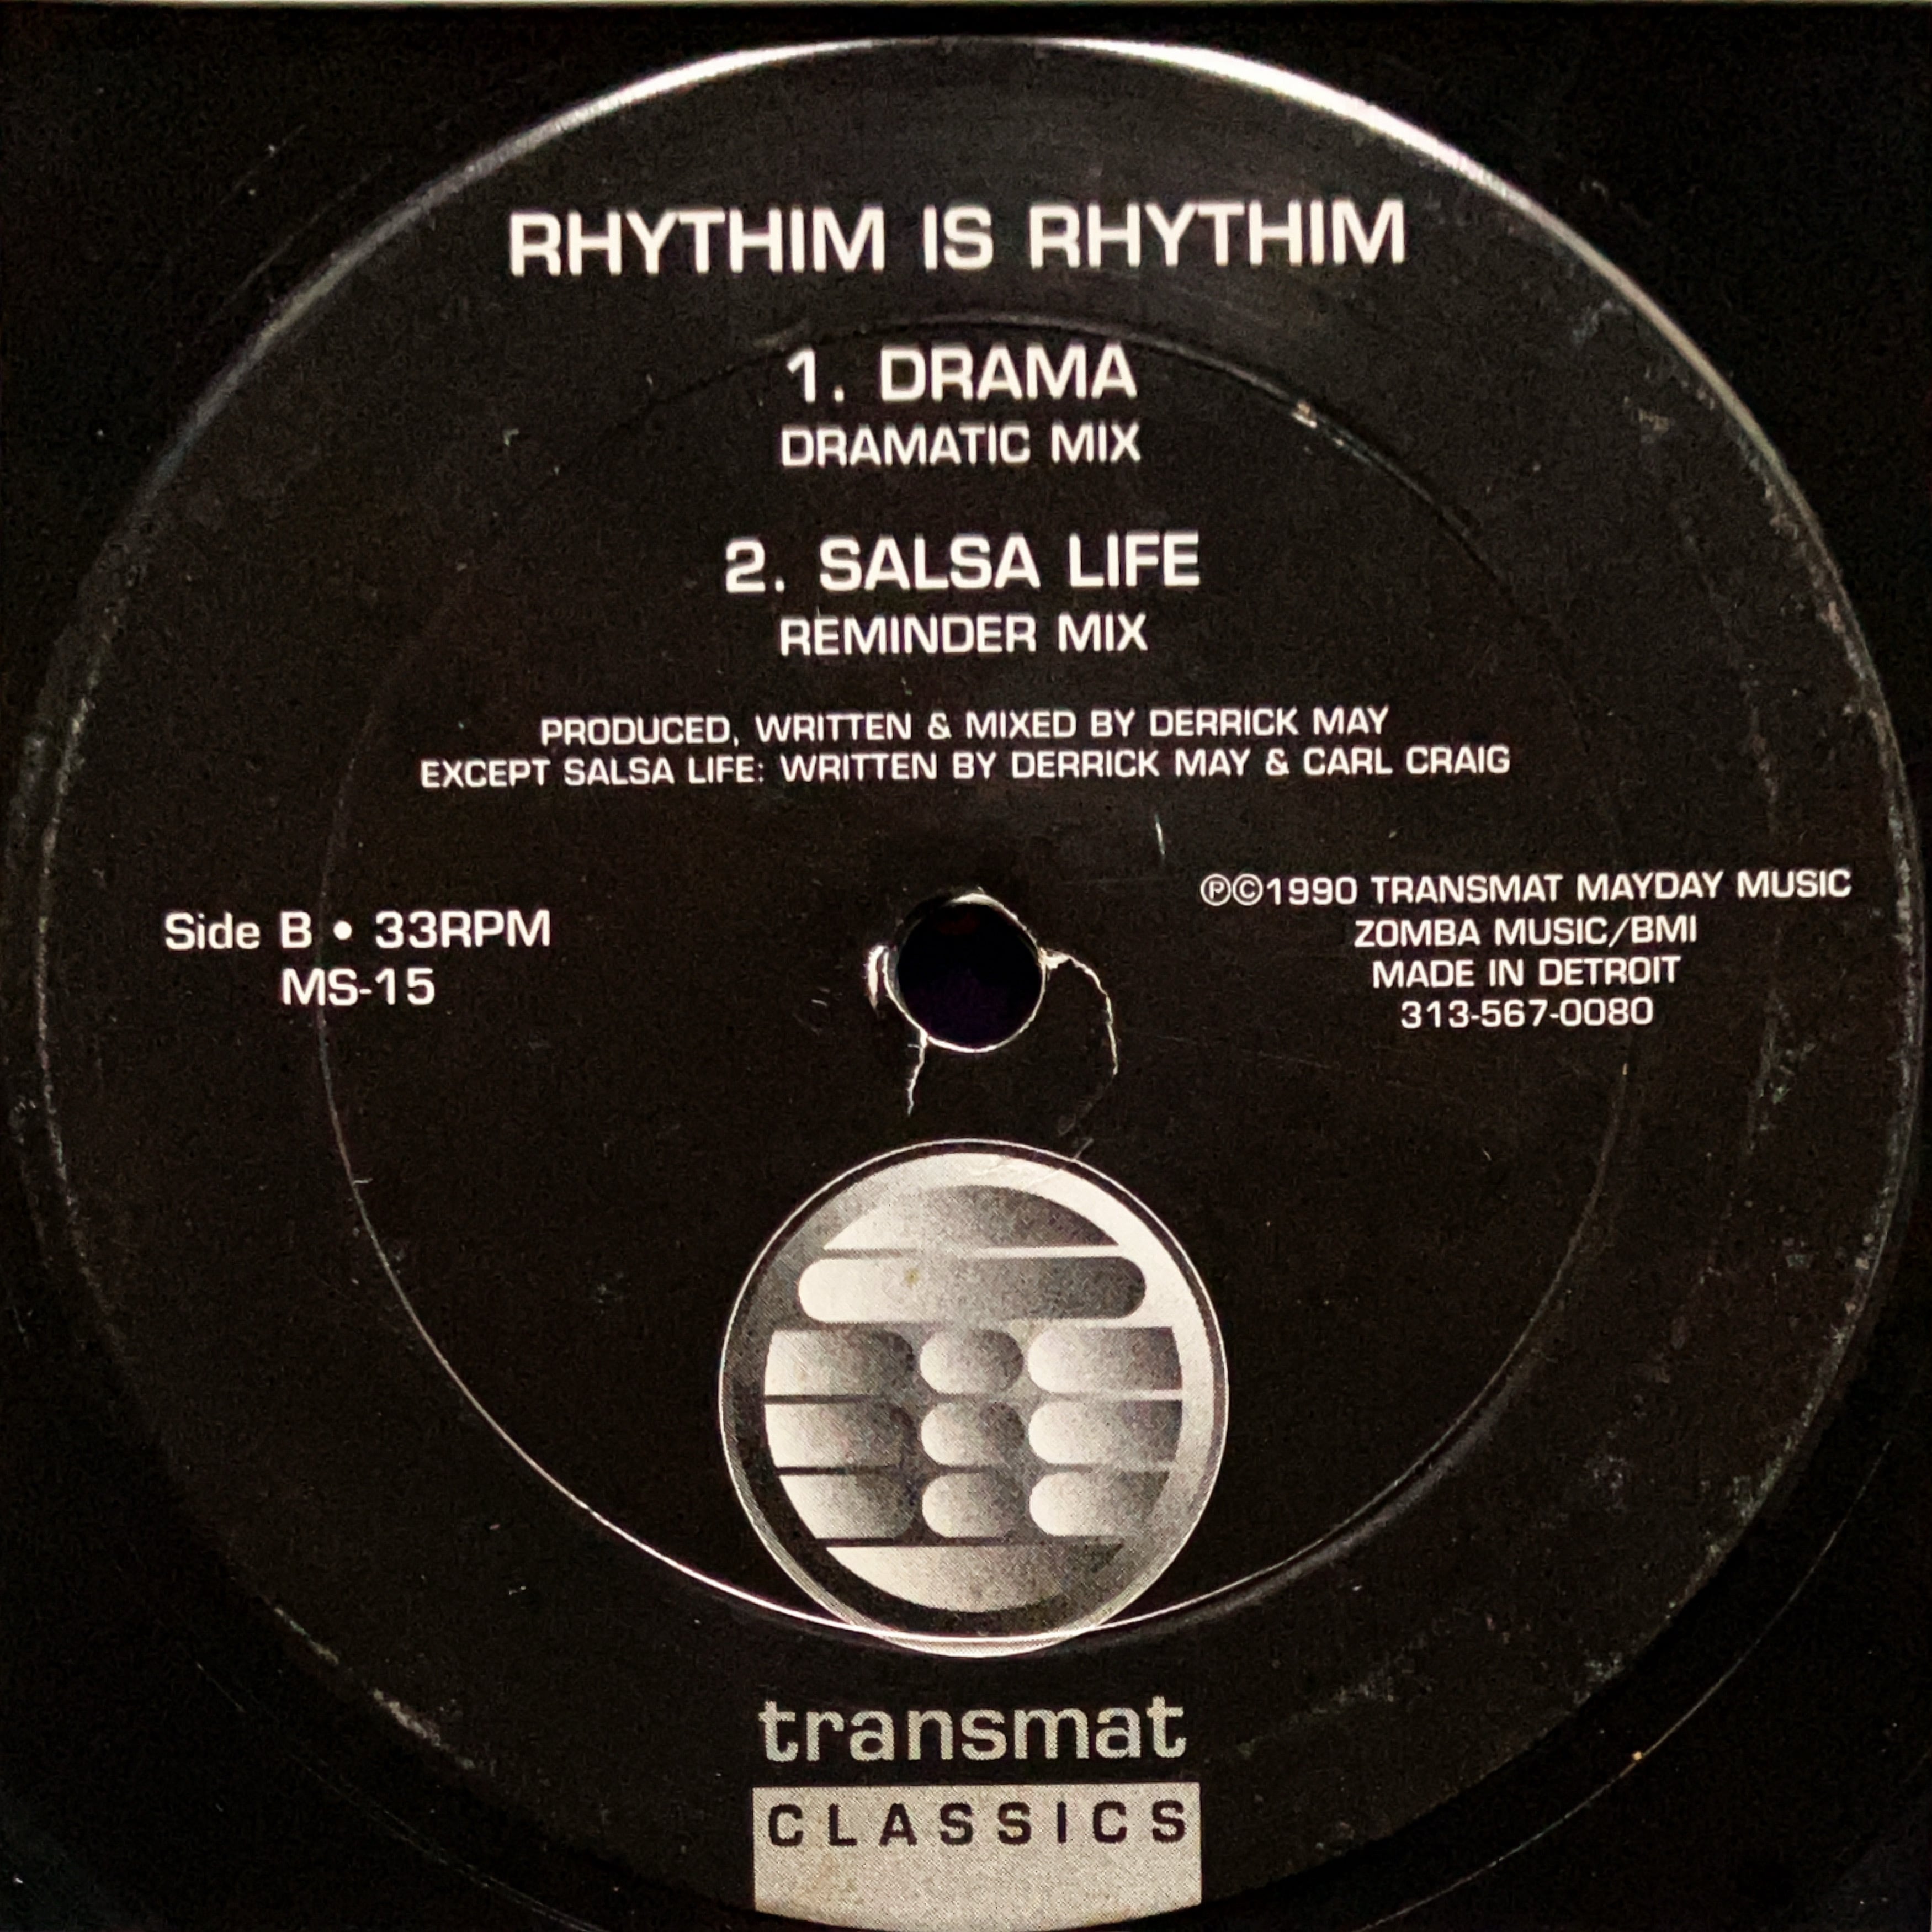 RHYTHIM IS RHYTHIM
1. DRAMA
DRAMATIC MIX
2. SALSA LIFE
REMINDER MIX
PRODUCED, WRITTEN & MIXED BY DERRICK MAY
EXCEPT SALSA LIFE: WRITTEN BY DERRICK MAY & CARL CRAIG
Side B • 33RPM
MS-15
℗©1990 TRANSMAT MAYDAY MUSIC
ZOMBA MUSIC/BMI
MADE IN DETROIT
313-567-0080
transmat
CLASSICS